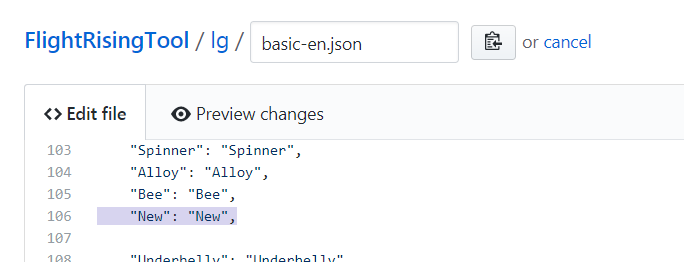 FlightRisingTool / lg / basic-en.json or cancel
Edit file Preview changes
103 "Spinner": "Spinner",
104 "Alloy": "Alloy",
105 "Bee": "Bee",
106 "New": "New",
107
108 "Underbelly": "Underbelly"